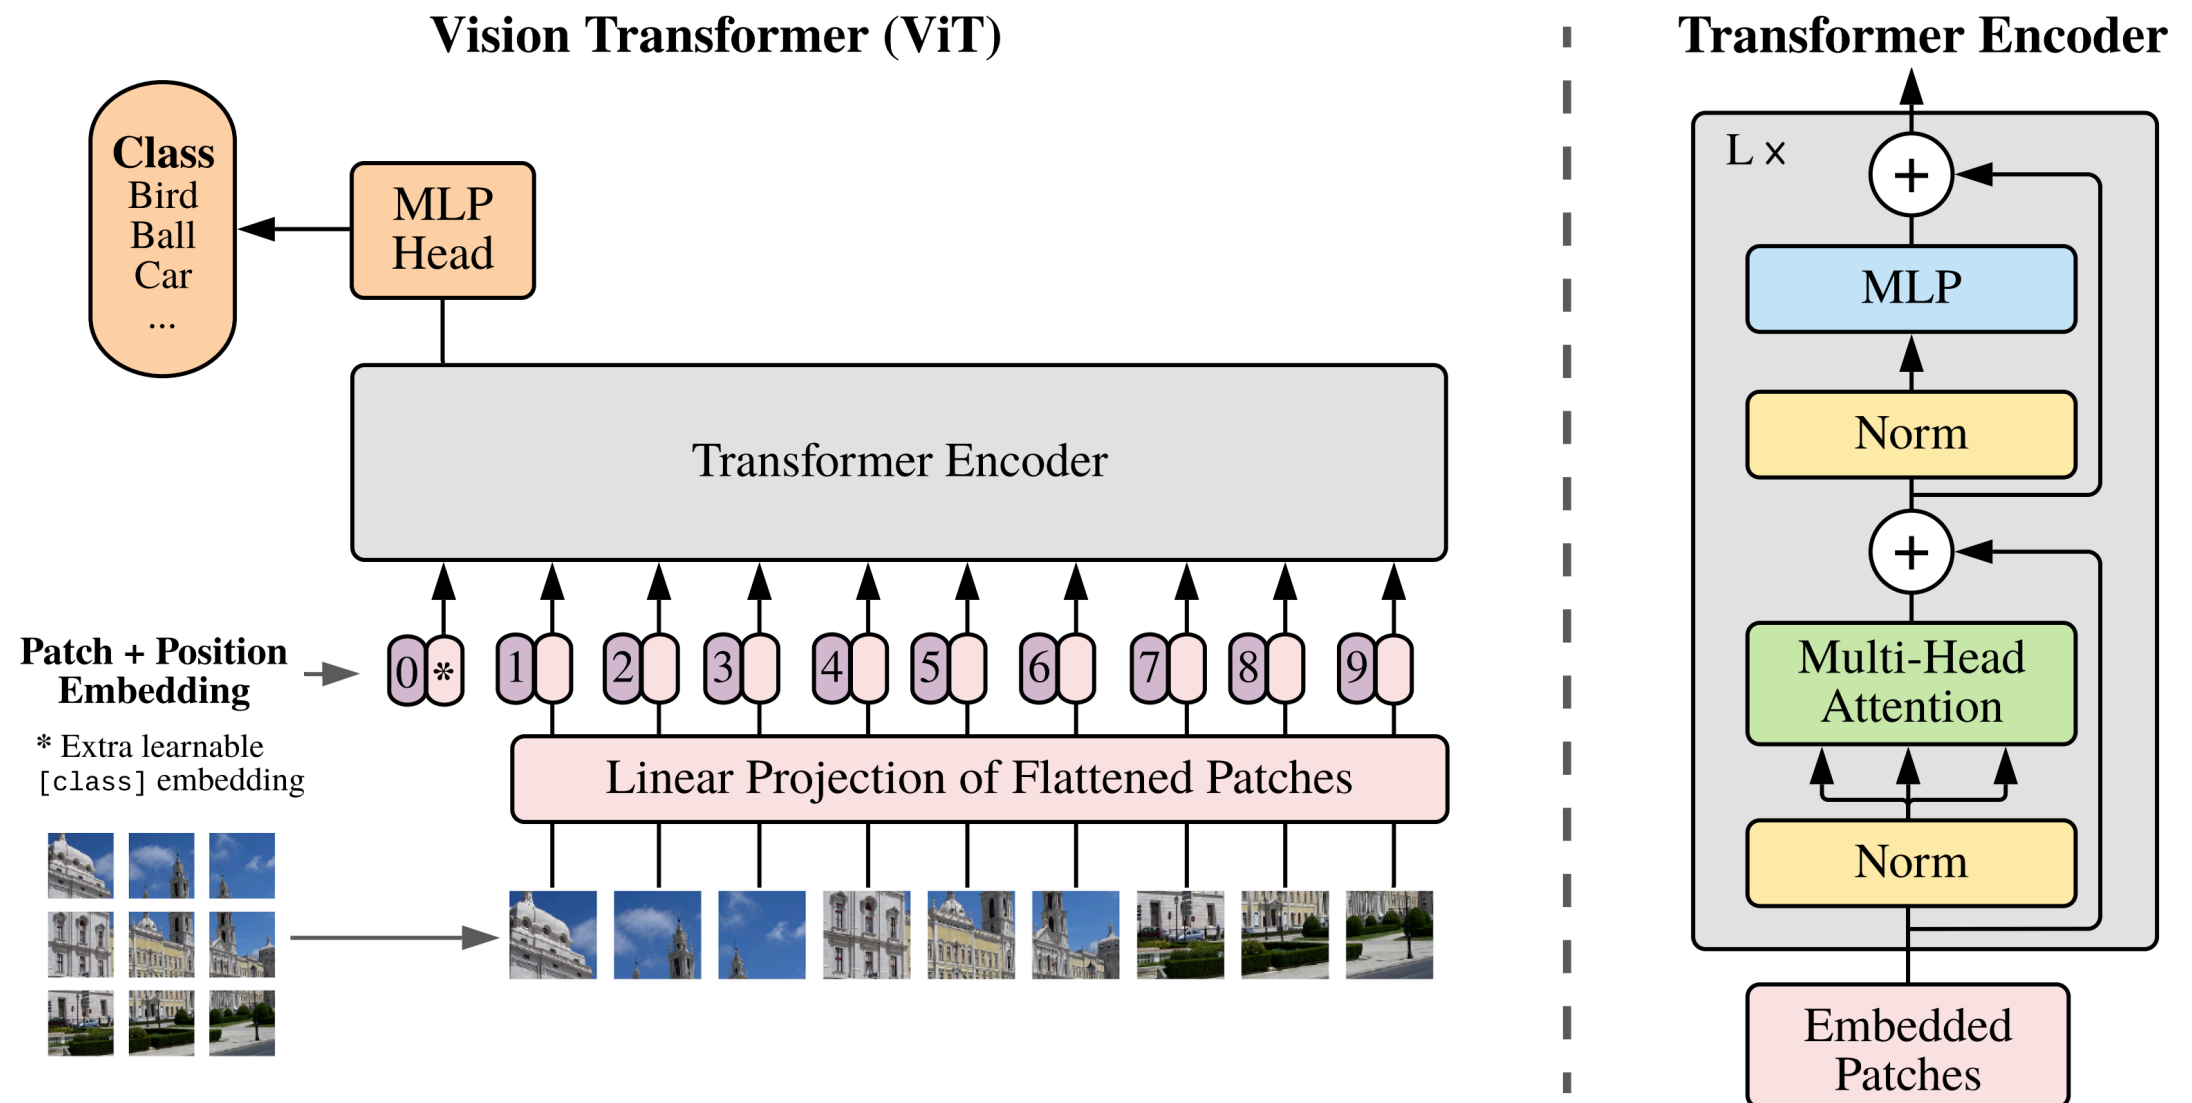 Vision Transformer (ViT)
Class
Bird
Ball
Car
...
MLP
Head
Transformer Encoder
Patch + Position
Embedding
0 * 1 2 3 4 5 6 7 8 9
* Extra learnable
[class] embedding
Linear Projection of Flattened Patches
Transformer Encoder
L ×
+
MLP
Norm
+
Multi-Head
Attention
Norm
Embedded
Patches